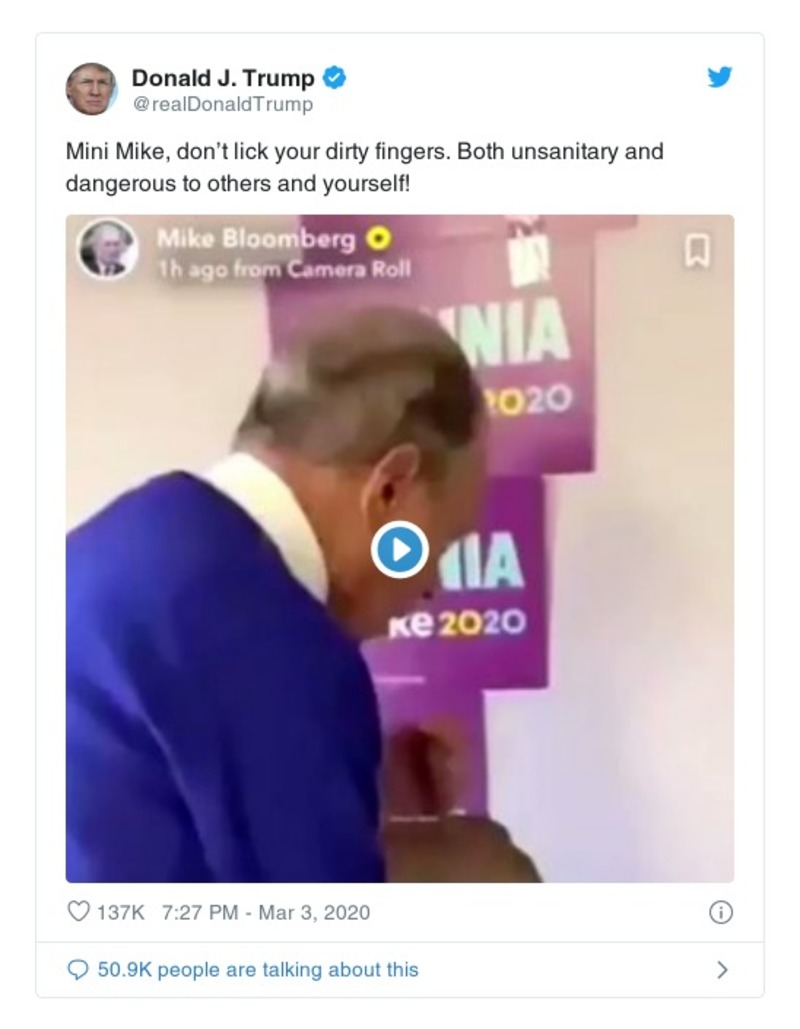 Donald J. Trump
@realDonaldTrump
Mini Mike, don’t lick your dirty fingers. Both unsanitary and
dangerous to others and yourself!
Mike Bloomberg
1h ago from Camera Roll
NIA
2020
IIA
ke 2020
137K 7:27 PM - Mar 3, 2020
50.9K people are talking about this